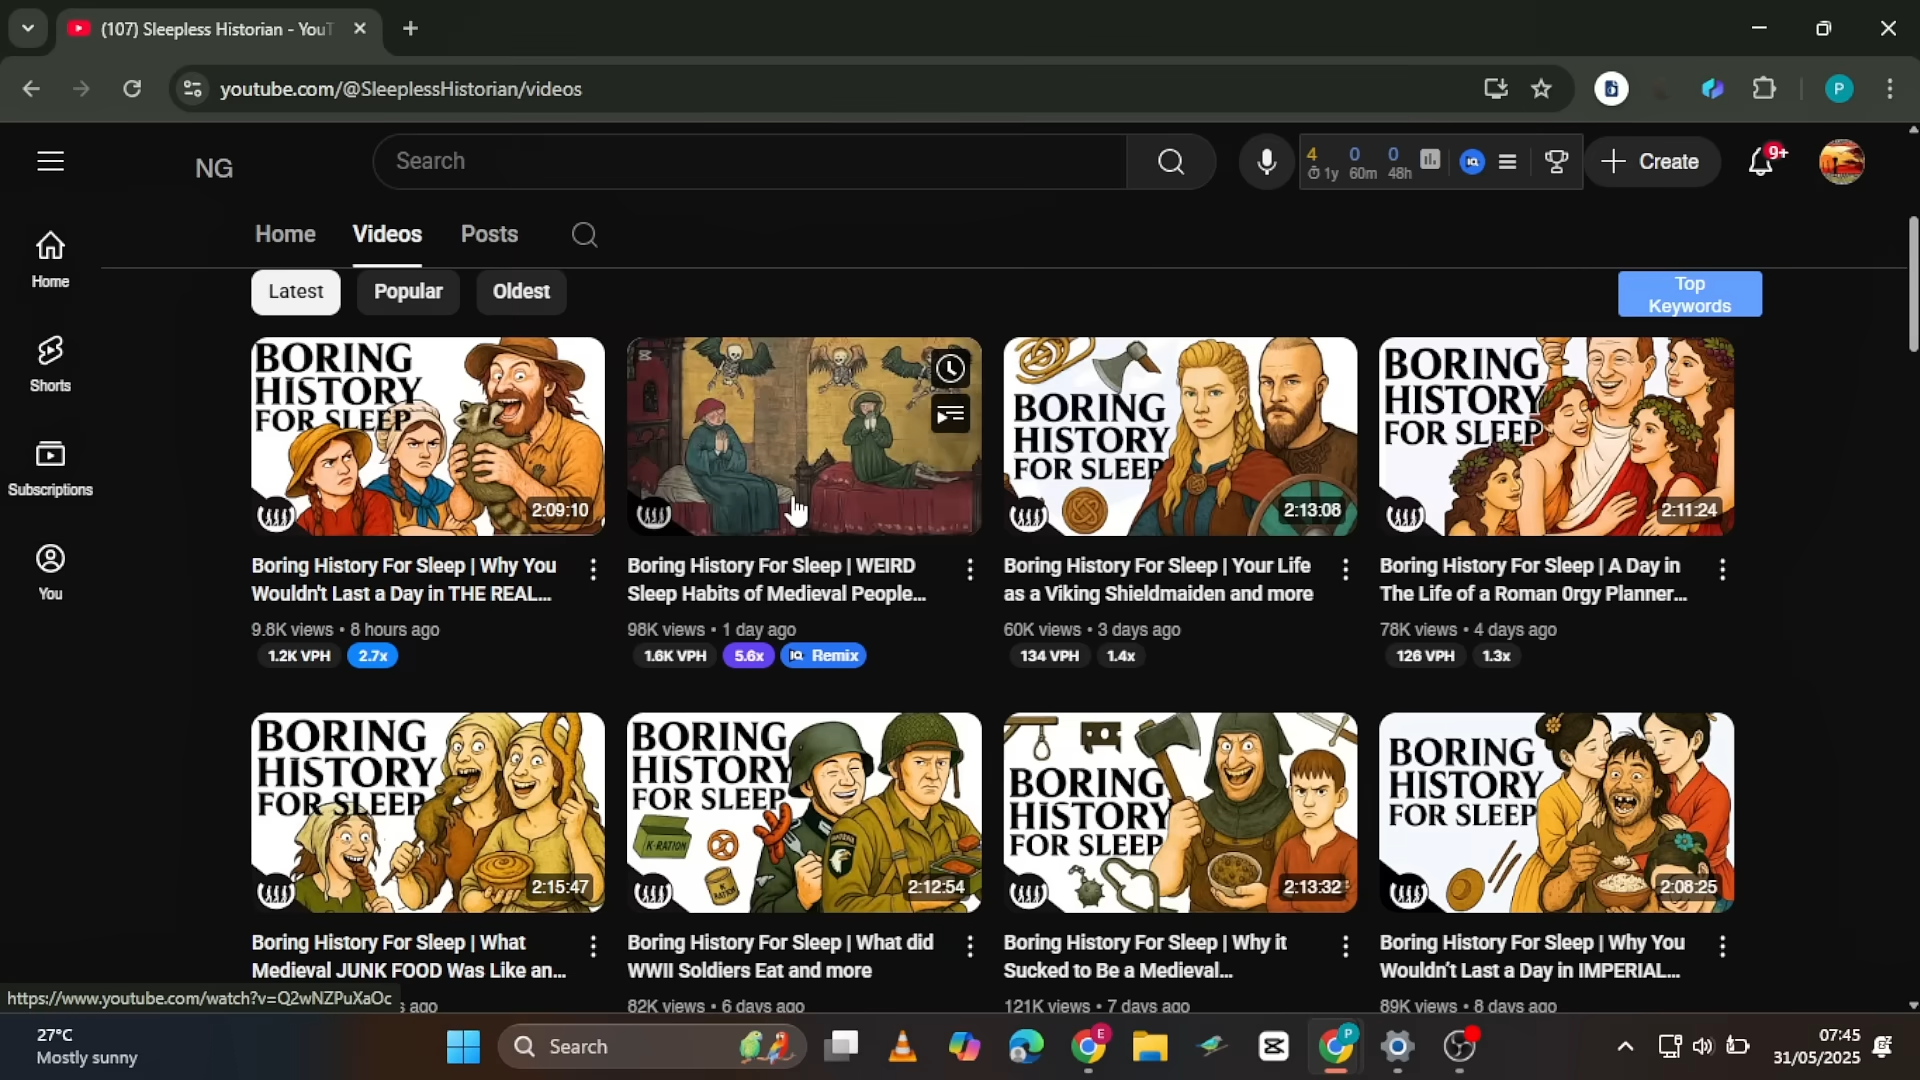 (107) Sleepless Historian - YouT
youtube.com/@SleeplessHistorian/videos
P
NG
Search
4 0 0
1y 60m 48h
IQ
Create
9+
Home Videos Posts
Home
Shorts
Subscriptions
You
Latest Popular Oldest
Top
Keywords
BORING
HISTORY
FOR SLEEP
2:09:10
BORING
HISTORY
FOR SLEEP
2:13:08
BORING
HISTORY
FOR SLEEP
2:11:24
Boring History For Sleep | Why You
Wouldn't Last a Day in THE REAL...
9.8K views • 8 hours ago
1.2K VPH 2.7x
Boring History For Sleep | WEIRD
Sleep Habits of Medieval People...
98K views • 1 day ago
1.6K VPH 5.6x IQ Remix
Boring History For Sleep | Your Life
as a Viking Shieldmaiden and more
60K views • 3 days ago
134 VPH 1.4x
Boring History For Sleep | A Day in
The Life of a Roman 0rgy Planner...
78K views • 4 days ago
126 VPH 1.3x
BORING
HISTORY
FOR SLEEP
2:15:47
BORING
HISTORY
FOR SLEEP
K-RATION
K RATION
2:12:54
BORING
HISTORY
FOR SLEEP
2:13:32
BORING
HISTORY
FOR SLEEP
2:08:25
Boring History For Sleep | What
Medieval JUNK FOOD Was Like an...
s ago
Boring History For Sleep | What did
WWII Soldiers Eat and more
82K views • 6 days ago
Boring History For Sleep | Why it
Sucked to Be a Medieval...
121K views • 7 days ago
Boring History For Sleep | Why You
Wouldn't Last a Day in IMPERIAL...
89K views • 8 days ago
https://www.youtube.com/watch?v=Q2wNZPuXaOc
27°C
Mostly sunny
Search
E
P
07:45
31/05/2025